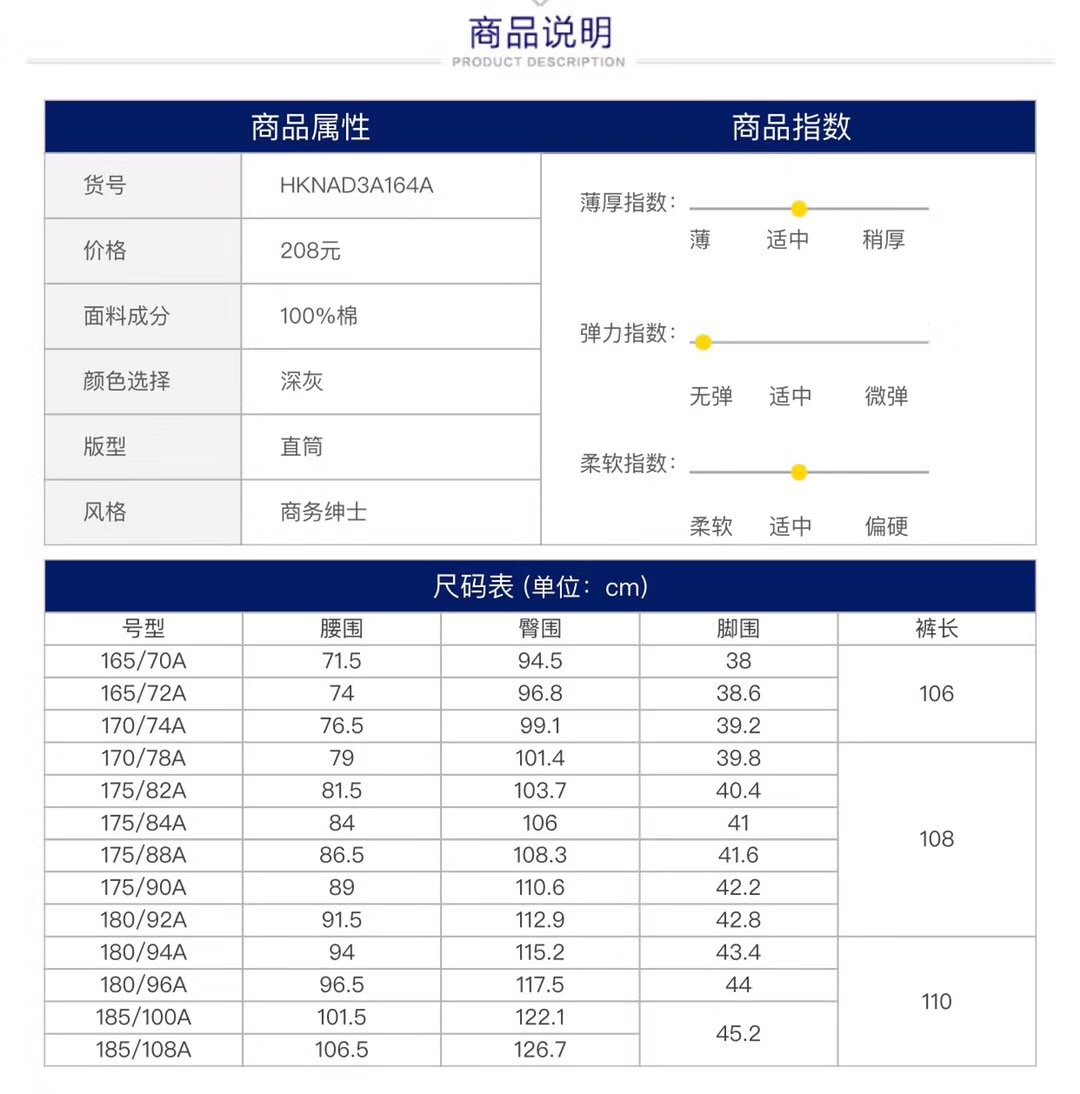 商品说明
PRODUCT DESCRIPTION
商品属性 商品指数
货号 HKNAD3A164A
价格 208元
面料成分 100%棉
颜色选择 深灰
版型 直筒
风格 商务绅士
薄厚指数：
薄 适中 稍厚
弹力指数：
无弹 适中 微弹
柔软指数：
柔软 适中 偏硬
尺码表 (单位：cm)
号型 腰围 臀围 脚围 裤长
165/70A 71.5 94.5 38
165/72A 74 96.8 38.6 106
170/74A 76.5 99.1 39.2
170/78A 79 101.4 39.8
175/82A 81.5 103.7 40.4
175/84A 84 106 41
108
175/88A 86.5 108.3 41.6
175/90A 89 110.6 42.2
180/92A 91.5 112.9 42.8
180/94A 94 115.2 43.4
180/96A 96.5 117.5 44
110
185/100A 101.5 122.1
45.2
185/108A 106.5 126.7